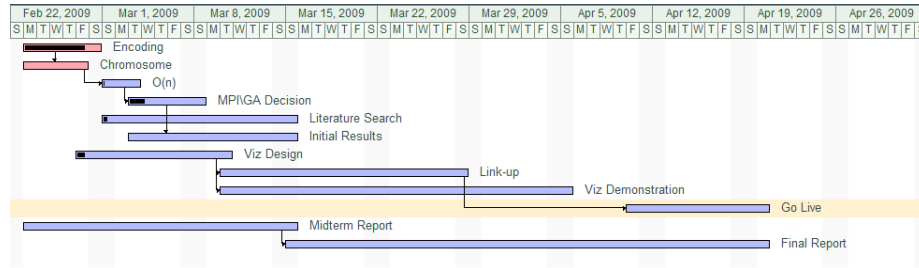 Feb 22, 2009 Mar 1, 2009 Mar 8, 2009 Mar 15, 2009 Mar 22, 2009 Mar 29, 2009 Apr 5, 2009 Apr 12, 2009 Apr 19, 2009 Apr 26, 2009
S M T W T F S S M T W T F S S M T W T F S S M T W T F S S M T W T F S S M T W T F S S M T W T F S S M T W T F S S M T W T F S S M T W T F
Encoding
Chromosome
O(n)
MPI\GA Decision
Literature Search
Initial Results
Viz Design
Link-up
Viz Demonstration
Go Live
Midterm Report
Final Report